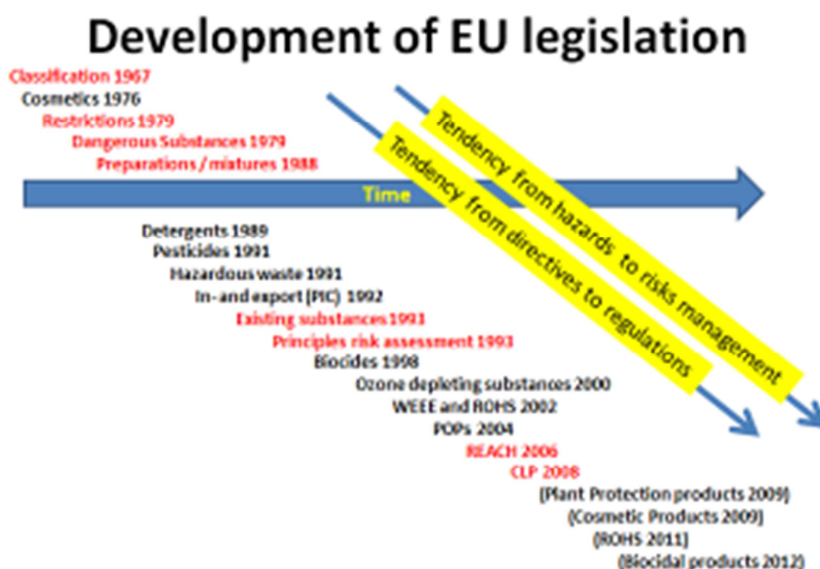 Development of EU legislation
Classification 1967
Cosmetics 1976
Restrictions 1979
Dangerous Substances 1979
Preparations / mixtures 1988
Time
Tendency from hazards to risks management
Tendency from directives to regulations
Detergents 1989
Pesticides 1991
Hazardous waste 1991
In- and export (PIC) 1992
Existing substances 1993
Principles risk assessment 1993
Biocides 1998
Ozone depleting substances 2000
WEEE and ROHS 2002
POPs 2004
REACH 2006
CLP 2008
(Plant Protection products 2009)
(Cosmetic Products 2009]
(ROHS 2011]
(Biocidal products 2012)